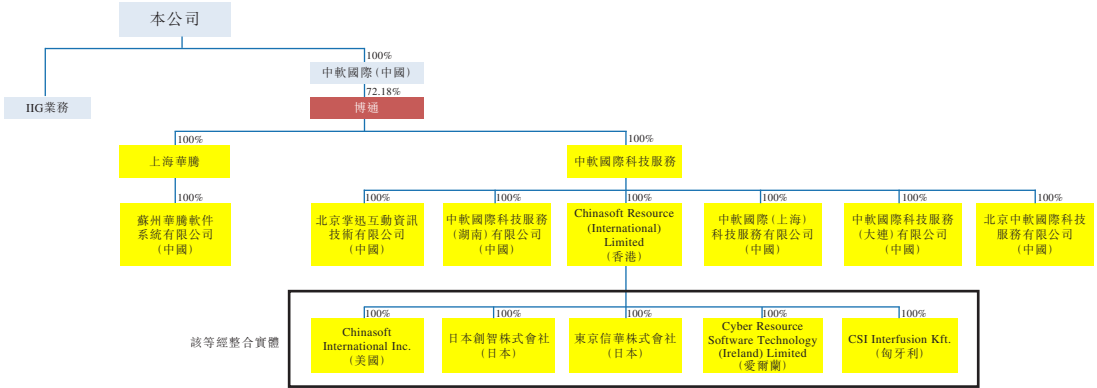 本公司
100%
中軟國際(中國)
IIG業務
72.18%
博通
100%
100%
上海華騰
中軟國際科技服務
100%
100%
100%
100%
100%
100%
100%
蘇州華騰軟件
系統有限公司
(中國)
北京掌迅互動資訊
技術有限公司
(中國)
中軟國際科技服務
(湖南)有限公司
(中國)
Chinasoft Resource
(International)
Limited
(香港)
中軟國際(上海)
科技服務有限公司
(中國)
中軟國際科技服務
(大連)有限公司
(中國)
北京中軟國際科技
服務有限公司
(中國)
該等經整合實體
100%
100%
100%
100%
100%
Chinasoft
International Inc.
(美國)
日本創智株式會社
(日本)
東京信華株式會社
(日本)
Cyber Resource
Software Technology
(Ireland) Limited
(愛爾蘭)
CSI Interfusion Kft.
(匈牙利)